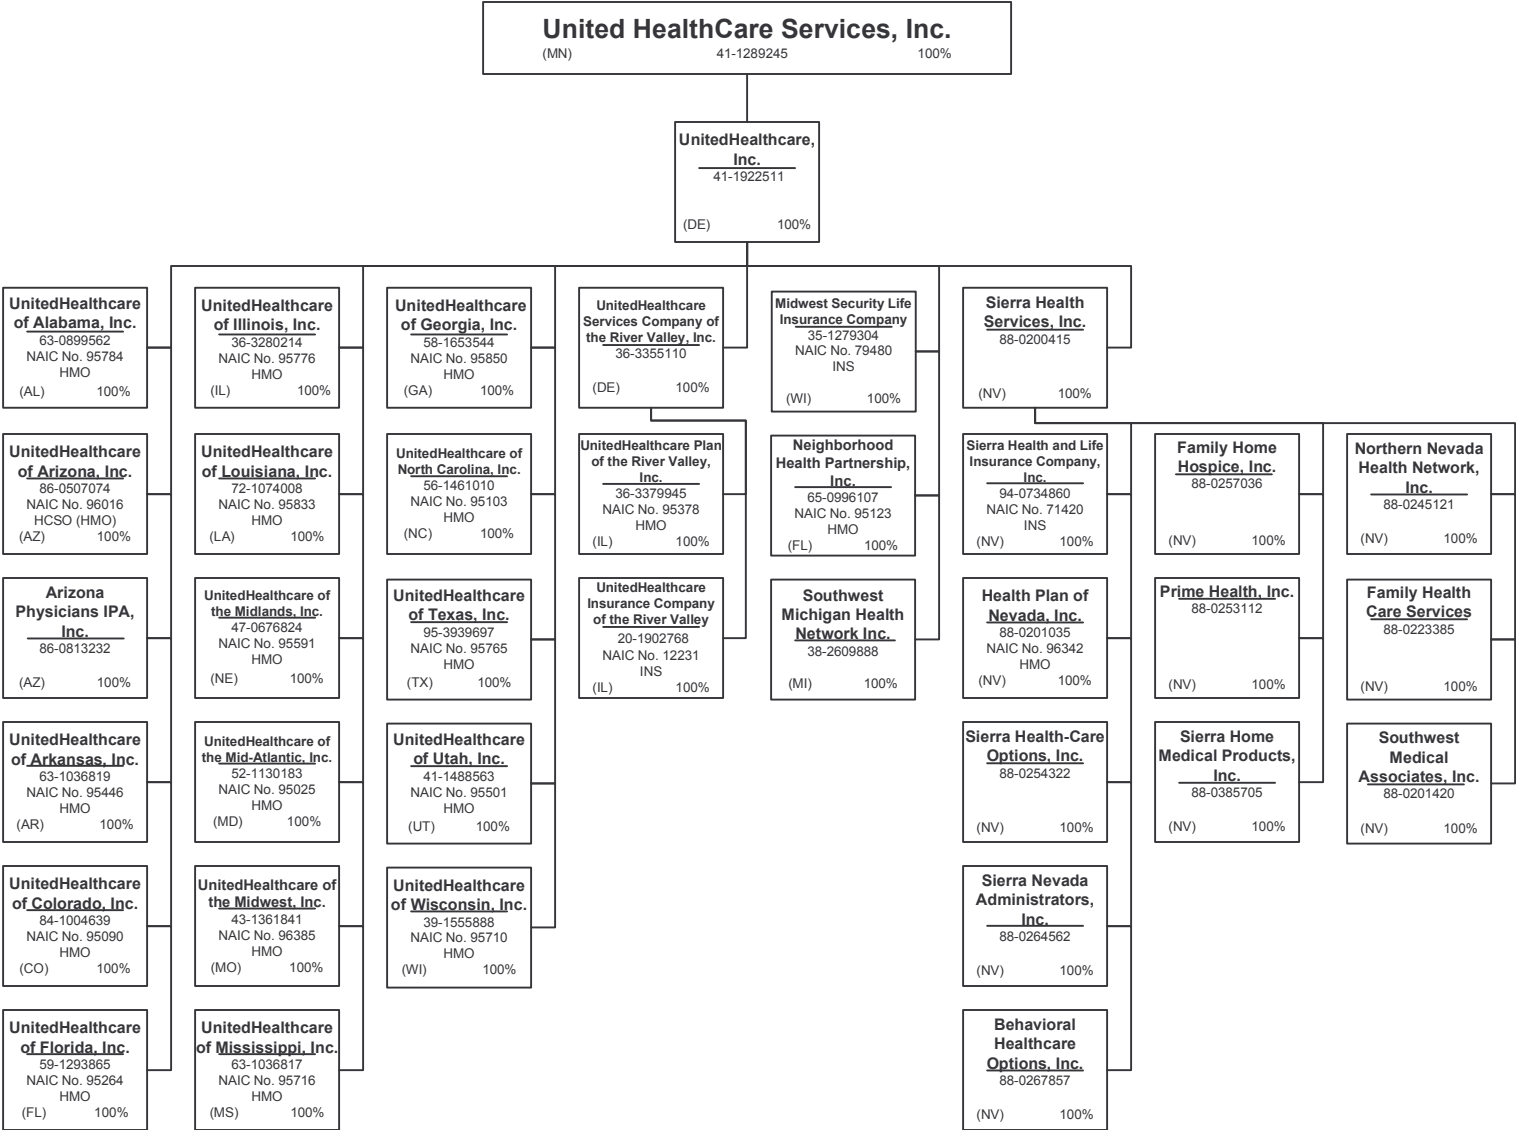 United HealthCare Services, Inc.
(MN) 41-1289245 100%
UnitedHealthcare,
Inc.
41-1922511
(DE) 100%
UnitedHealthcare
of Alabama, Inc.
63-0899562
NAIC No. 95784
HMO
(AL) 100%
UnitedHealthcare
of Illinois, Inc.
36-3280214
NAIC No. 95776
HMO
(IL) 100%
UnitedHealthcare
of Georgia, Inc.
58-1653544
NAIC No. 95850
HMO
(GA) 100%
UnitedHealthcare
Services Company of
the River Valley, Inc.
36-3355110
(DE) 100%
Midwest Security Life
Insurance Company
35-1279304
NAIC No. 79480
INS
(WI) 100%
Sierra Health
Services, Inc.
88-0200415
(NV) 100%
UnitedHealthcare
of Arizona, Inc.
86-0507074
NAIC No. 96016
HCSO (HMO)
(AZ) 100%
UnitedHealthcare
of Louisiana, Inc.
72-1074008
NAIC No. 95833
HMO
(LA) 100%
UnitedHealthcare of
North Carolina, Inc.
56-1461010
NAIC No. 95103
HMO
(NC) 100%
UnitedHealthcare Plan
of the River Valley,
Inc.
36-3379945
NAIC No. 95378
HMO
(IL) 100%
Neighborhood
Health Partnership,
Inc.
65-0996107
NAIC No. 95123
HMO
(FL) 100%
Sierra Health and Life
Insurance Company,
Inc.
94-0734860
NAIC No. 71420
INS
(NV) 100%
Family Home
Hospice, Inc.
88-0257036
(NV) 100%
Northern Nevada
Health Network,
Inc.
88-0245121
(NV) 100%
Arizona
Physicians IPA,
Inc.
86-0813232
(AZ) 100%
UnitedHealthcare of
the Midlands, Inc.
47-0676824
NAIC No. 95591
HMO
(NE) 100%
UnitedHealthcare
of Texas, Inc.
95-3939697
NAIC No. 95765
HMO
(TX) 100%
UnitedHealthcare
Insurance Company
of the River Valley
20-1902768
NAIC No. 12231
INS
(IL) 100%
Southwest
Michigan Health
Network Inc.
38-2609888
(MI) 100%
Health Plan of
Nevada, Inc.
88-0201035
NAIC No. 96342
HMO
(NV) 100%
Prime Health, Inc.
88-0253112
(NV) 100%
Family Health
Care Services
88-0223385
(NV) 100%
UnitedHealthcare
of Arkansas, Inc.
63-1036819
NAIC No. 95446
HMO
(AR) 100%
UnitedHealthcare of
the Mid-Atlantic, Inc.
52-1130183
NAIC No. 95025
HMO
(MD) 100%
UnitedHealthcare
of Utah, Inc.
41-1488563
NAIC No. 95501
HMO
(UT) 100%
Sierra Health-Care
Options, Inc.
88-0254322
(NV) 100%
Sierra Home
Medical Products,
Inc.
88-0385705
(NV) 100%
Southwest
Medical
Associates, Inc.
88-0201420
(NV) 100%
UnitedHealthcare
of Colorado, Inc.
84-1004639
NAIC No. 95090
HMO
(CO) 100%
UnitedHealthcare of
the Midwest, Inc.
43-1361841
NAIC No. 96385
HMO
(MO) 100%
UnitedHealthcare
of Wisconsin, Inc.
39-1555888
NAIC No. 95710
HMO
(WI) 100%
Sierra Nevada
Administrators,
Inc.
88-0264562
(NV) 100%
UnitedHealthcare
of Florida, Inc.
59-1293865
NAIC No. 95264
HMO
(FL) 100%
UnitedHealthcare
of Mississippi, Inc.
63-1036817
NAIC No. 95716
HMO
(MS) 100%
Behavioral
Healthcare
Options, Inc.
88-0267857
(NV) 100%